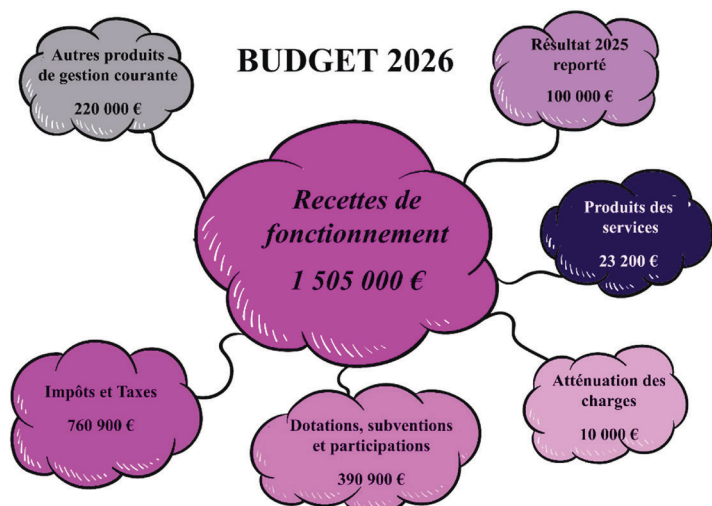 BUDGET 2026
Autres produits
de gestion courante
220 000 €
Résultat 2025
reporté
100 000 €
Recettes de
fonctionnement
1 505 000 €
Produits des
services
23 200 €
Impôts et Taxes
760 900 €
Dotations, subventions
et participations
390 900 €
Atténuation des
charges
10 000 €